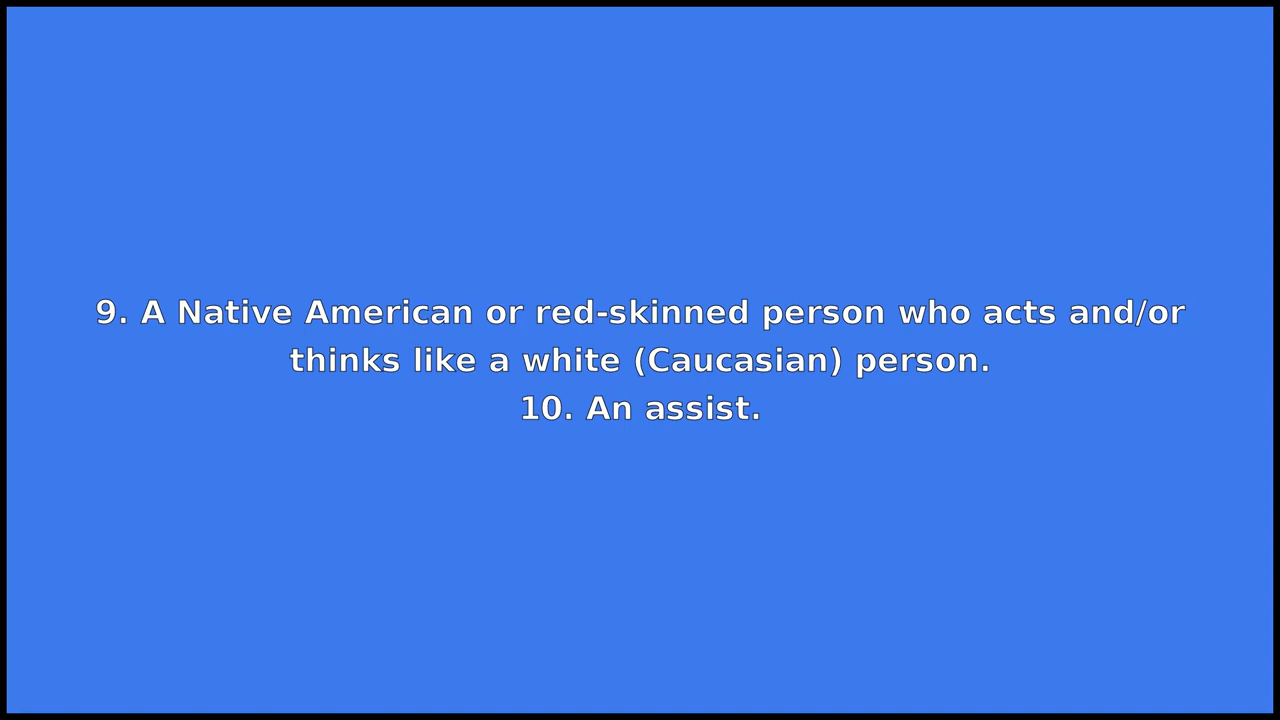 9. A Native American or red-skinned person who acts and/or
thinks like a white (Caucasian) person.
10. An assist.